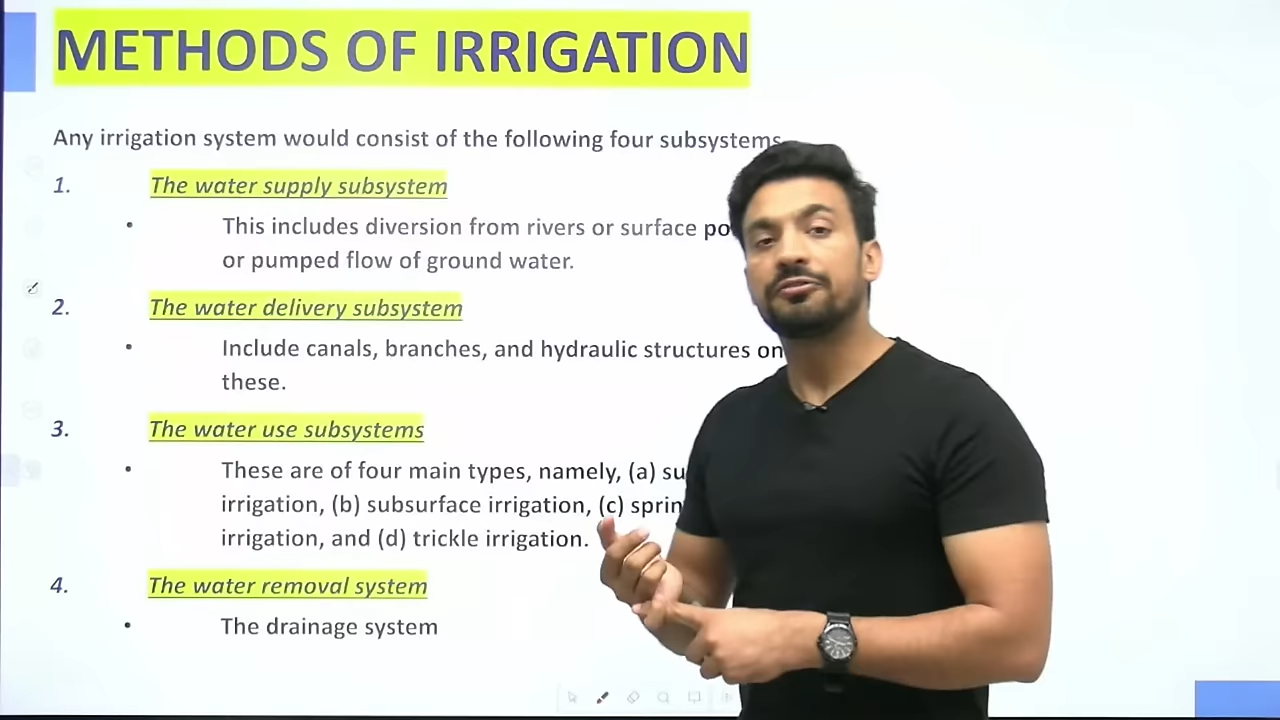 METHODS OF IRRIGATION
Any irrigation system would consist of the following four subsystems
1. The water supply subsystem
• This includes diversion from rivers or surface
or pumped flow of ground water.
2. The water delivery subsystem
• Include canals, branches, and hydraulic structures on
these.
3. The water use subsystems
• These are of four main types, namely, (a)
irrigation, (b) subsurface irrigation, (c)
irrigation, and (d) trickle irrigation.
4. The water removal system
• The drainage system